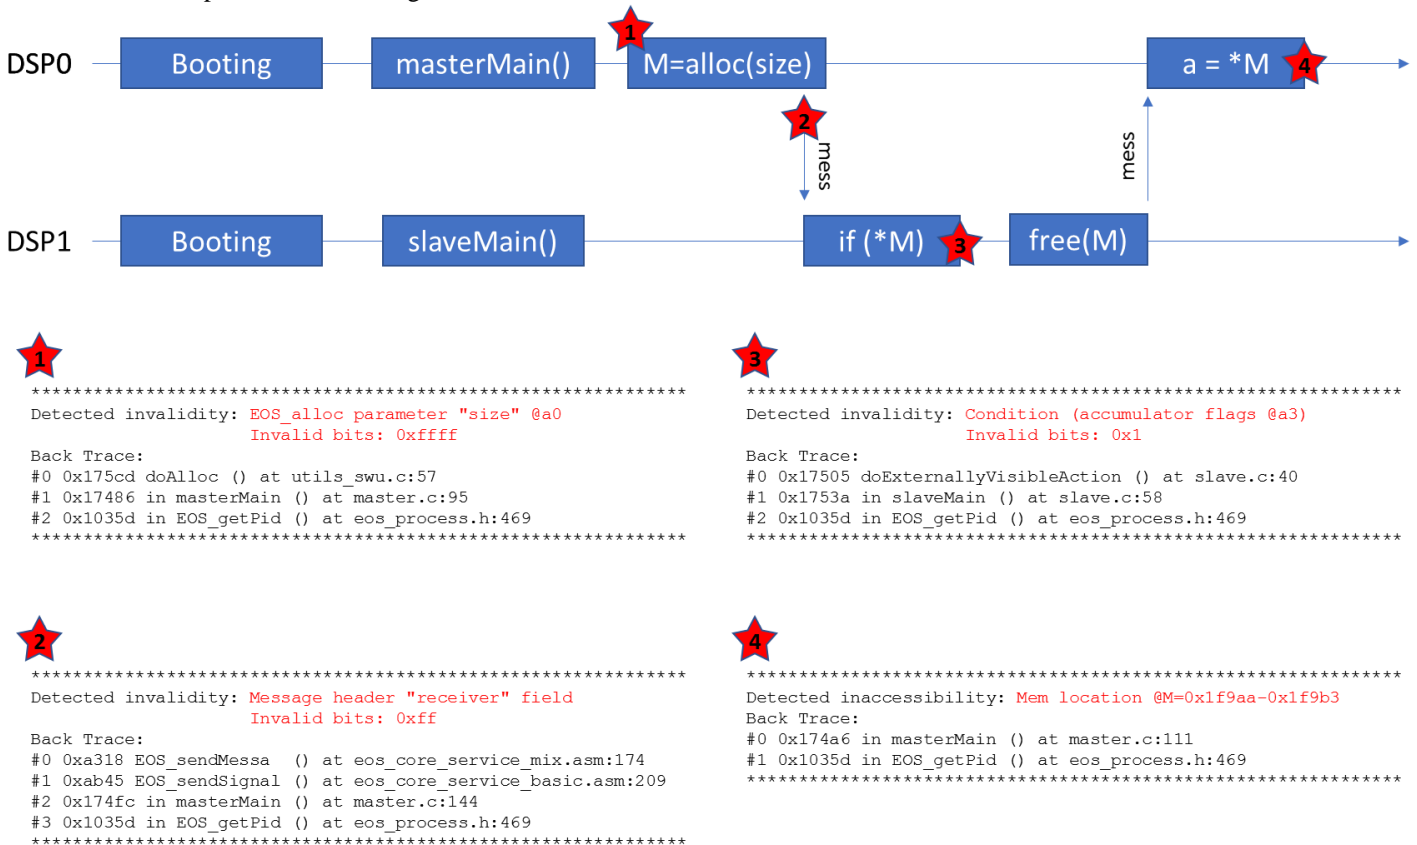 DSP0
Booting
masterMain()
1
M=alloc(size)
a = *M
4
2
mess
mess
DSP1
Booting
slaveMain()
if (*M)
3
free(M)
1
***************************************************************
Detected invalidity: EOS_alloc parameter "size" @a0
Invalid bits: 0xffff
Back Trace:
#0 0x175cd doAlloc () at utils_swu.c:57
#1 0x17486 in masterMain () at master.c:95
#2 0x1035d in EOS_getPid () at eos_process.h:469
***************************************************************
3
***************************************************************
Detected invalidity: Condition (accumulator flags @a3)
Invalid bits: 0x1
Back Trace:
#0 0x17505 doExternallyVisibleAction () at slave.c:40
#1 0x1753a in slaveMain () at slave.c:58
#2 0x1035d in EOS_getPid () at eos_process.h:469
***************************************************************
2
***************************************************************
Detected invalidity: Message header "receiver" field
Invalid bits: 0xff
Back Trace:
#0 0xa318 EOS_sendMessa  () at eos_core_service_mix.asm:174
#1 0xab45 EOS_sendSignal () at eos_core_service_basic.asm:209
#2 0x174fc in masterMain () at master.c:144
#3 0x1035d in EOS_getPid () at eos_process.h:469
***************************************************************
4
***************************************************************
Detected inaccessibility: Mem location @M=0x1f9aa-0x1f9b3
Back Trace:
#0 0x174a6 in masterMain () at master.c:111
#1 0x1035d in EOS_getPid () at eos_process.h:469
***************************************************************